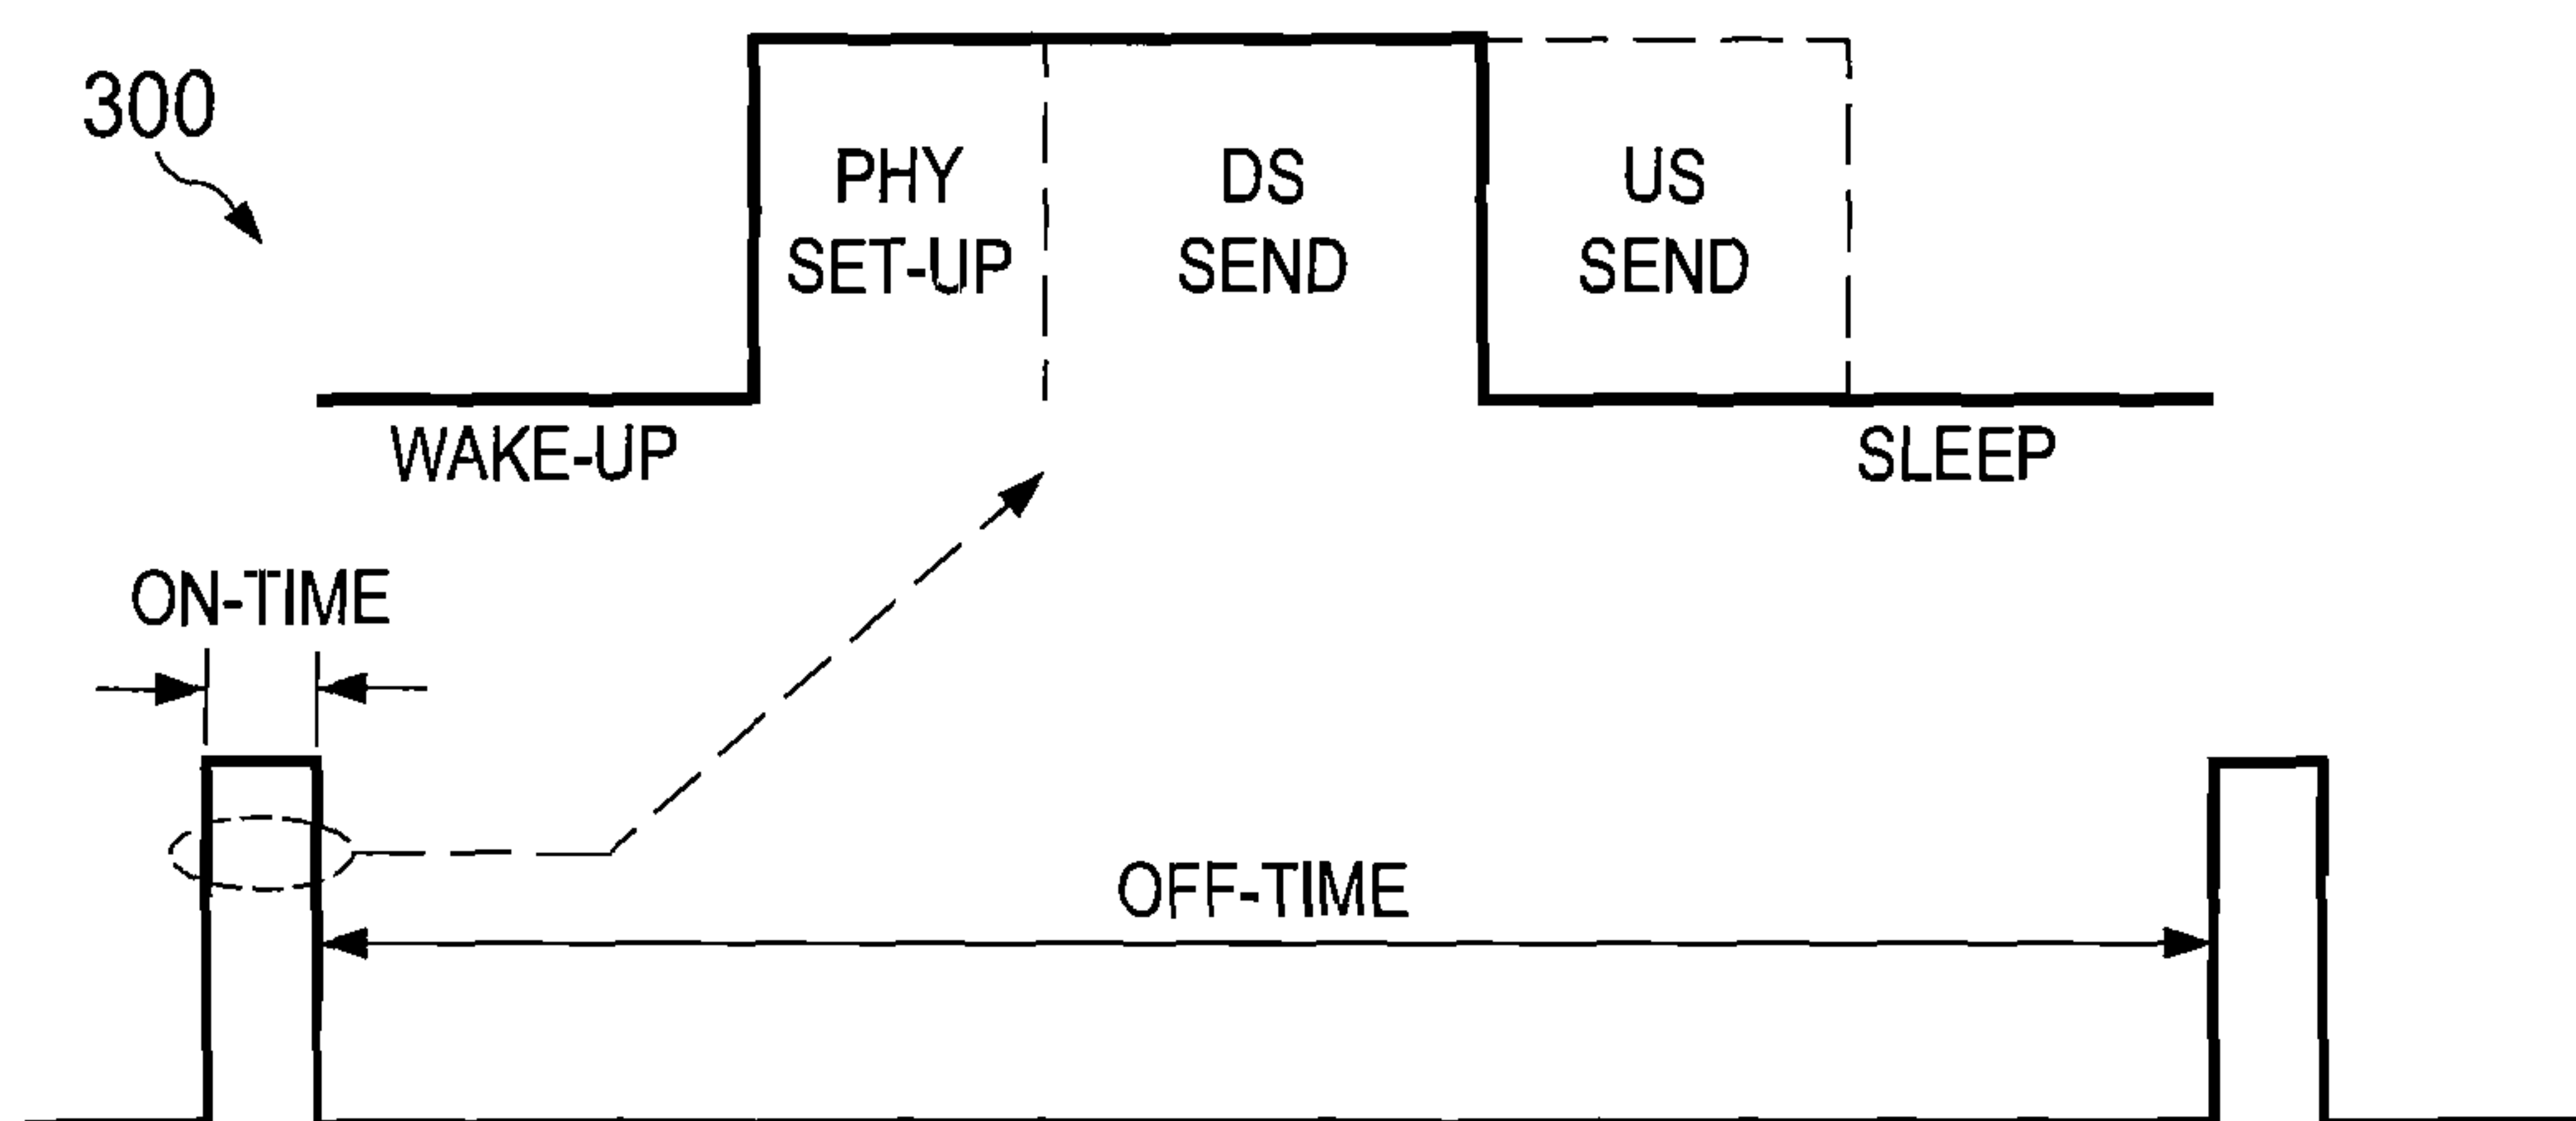 300
PHY
SET-UP
DS
SEND
US
SEND
WAKE-UP
SLEEP
ON-TIME
OFF-TIME